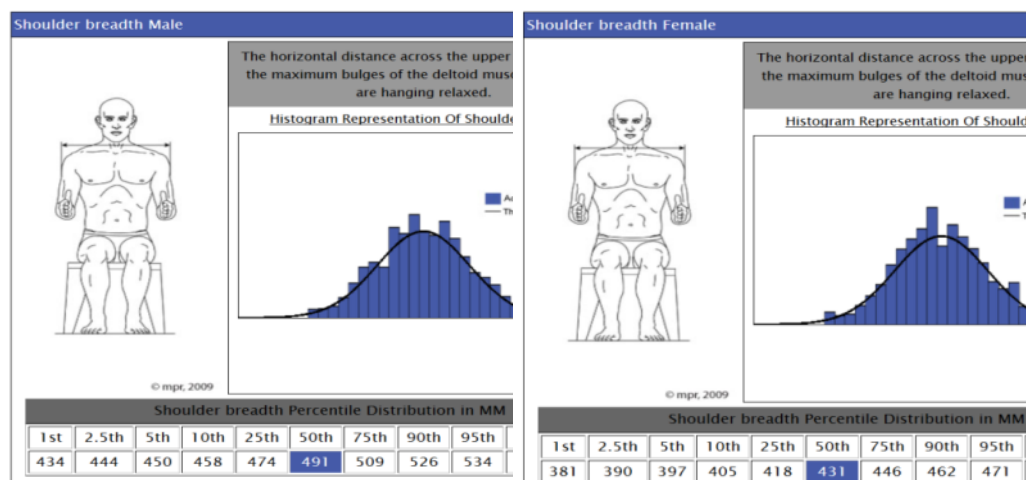 Shoulder breadth Male
The horizontal distance across the upper
the maximum bulges of the deltoid
are hanging relaxed.
Histogram Representation Of
© mpr, 2009
Shoulder breadth Percentile Distribution in MM
1st 2.5th 5th 10th 25th 50th 75th 90th 95th
434 444 450 458 474 491 509 526 534
Shoulder breadth Female
The horizontal distance across the upper
the maximum bulges of the deltoid
are hanging relaxed.
Histogram Representation Of
© mpr, 2009
Shoulder breadth Percentile Distribution in MM
1st 2.5th 5th 10th 25th 50th 75th 90th 95th
381 390 397 405 418 431 446 462 471